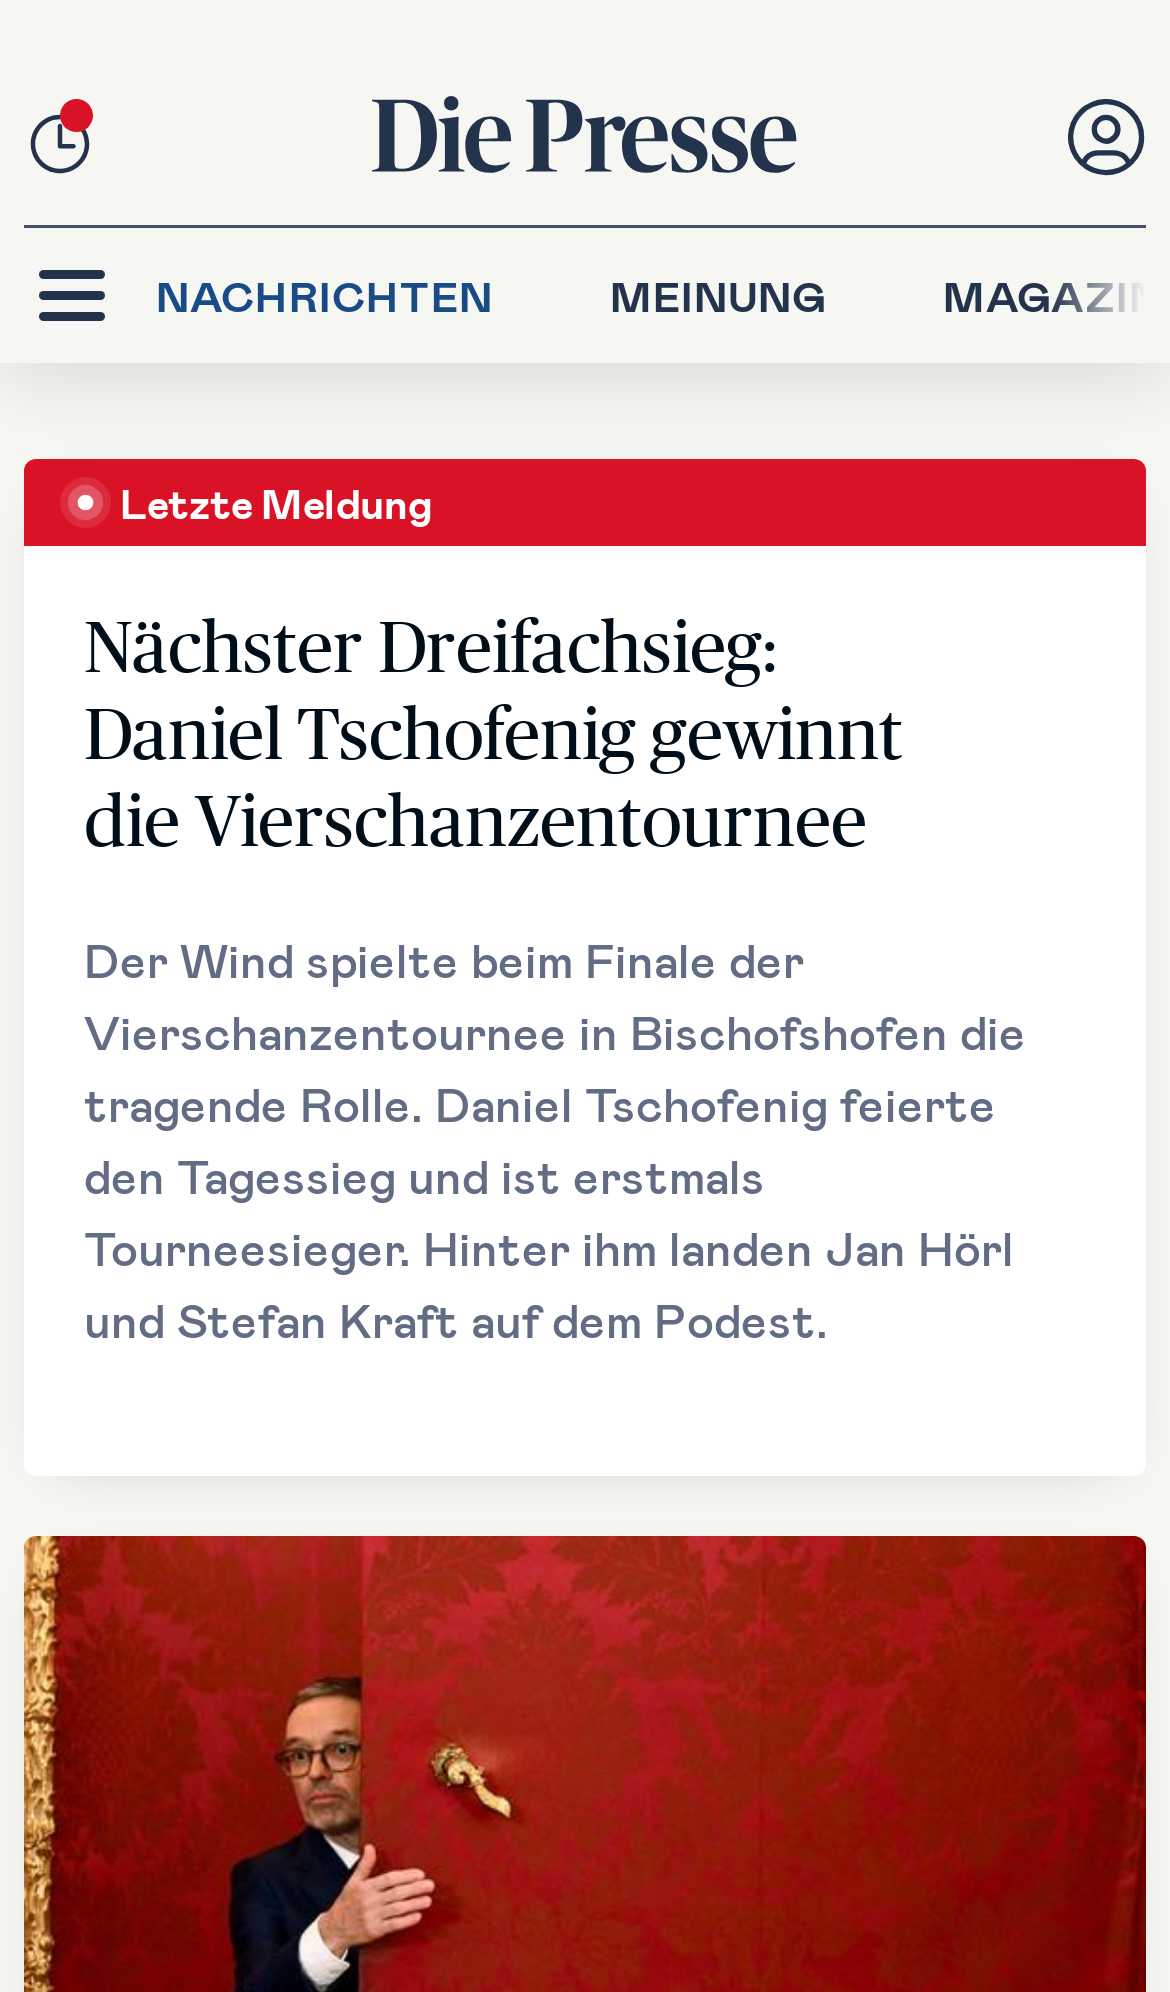 Die Presse
NACHRICHTEN MEINUNG MAGAZIN
Letzte Meldung
Nächster Dreifachsieg:
Daniel Tschofenig gewinnt
die Vierschanzentournee
Der Wind spielte beim Finale der
Vierschanzentournee in Bischofshofen die
tragende Rolle. Daniel Tschofenig feierte
den Tagessieg und ist erstmals
Tourneesieger. Hinter ihm landen Jan Hörl
und Stefan Kraft auf dem Podest.